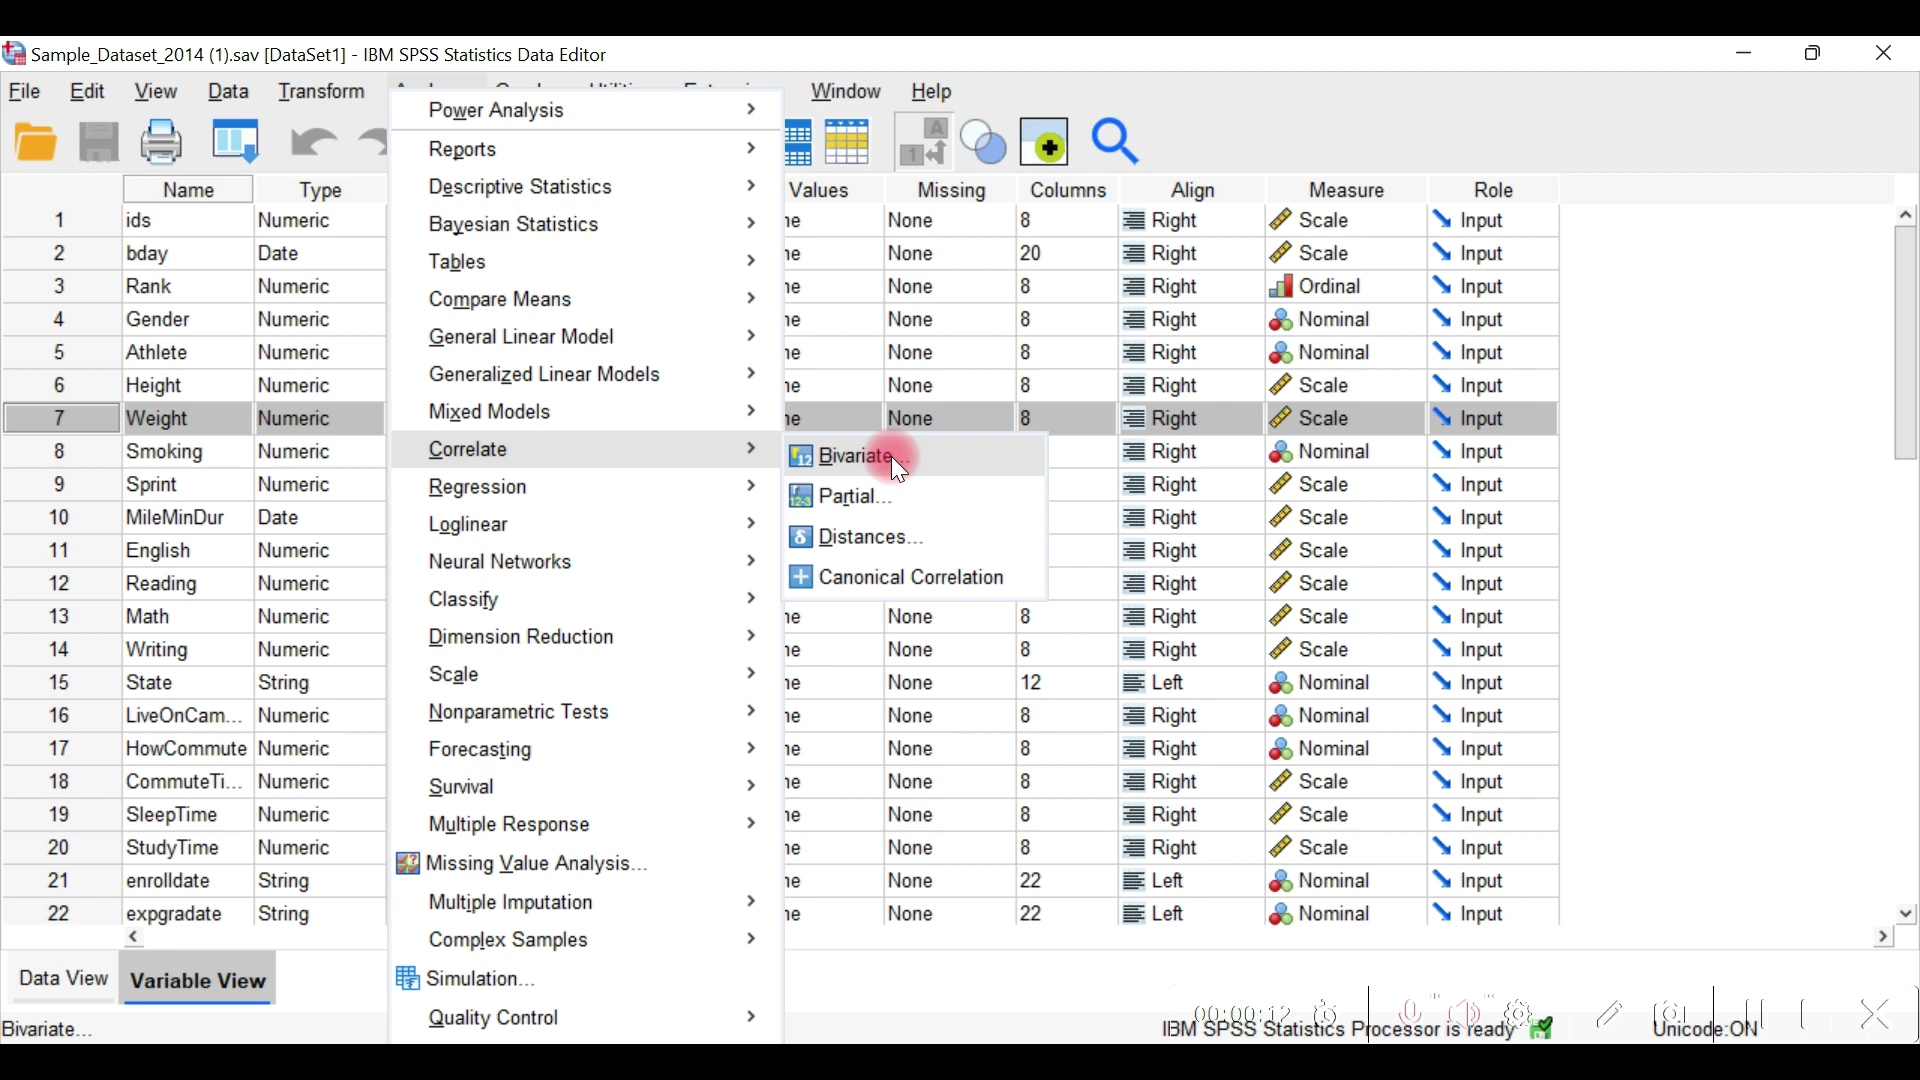 Sample_Dataset_2014 (1).sav [DataSet1] - IBM SPSS Statistics Data Editor
File Edit View Data Transform Window Help
Name Type Values Missing Columns Align Measure Role
1 ids Numeric None 8 Right Scale Input
2 bday Date None 20 Right Scale Input
3 Rank Numeric None 8 Right Ordinal Input
4 Gender Numeric None 8 Right Nominal Input
5 Athlete Numeric None 8 Right Nominal Input
6 Height Numeric None 8 Right Scale Input
7 Weight Numeric None 8 Right Scale Input
8 Smoking Numeric Right Nominal Input
9 Sprint Numeric Right Scale Input
10 MileMinDur Date Right Scale Input
11 English Numeric Right Scale Input
12 Reading Numeric Right Scale Input
13 Math Numeric None 8 Right Scale Input
14 Writing Numeric None 8 Right Scale Input
15 State String None 12 Left Nominal Input
16 LiveOnCam... Numeric None 8 Right Nominal Input
17 HowCommute Numeric None 8 Right Nominal Input
18 CommuteTi... Numeric None 8 Right Scale Input
19 SleepTime Numeric None 8 Right Scale Input
20 StudyTime Numeric None 8 Right Scale Input
21 enrolldate String None 22 Left Nominal Input
22 expgradate String None 22 Left Nominal Input
Power Analysis
Reports
Descriptive Statistics
Bayesian Statistics
Tables
Compare Means
General Linear Model
Generalized Linear Models
Mixed Models
Correlate
Regression
Loglinear
Neural Networks
Classify
Dimension Reduction
Scale
Nonparametric Tests
Forecasting
Survival
Multiple Response
Missing Value Analysis...
Multiple Imputation
Complex Samples
Simulation...
Quality Control
Bivariate...
Partial...
Distances...
Canonical Correlation
Data View Variable View
00:00:12
Bivariate... IBM SPSS Statistics Processor is ready Unicode:ON